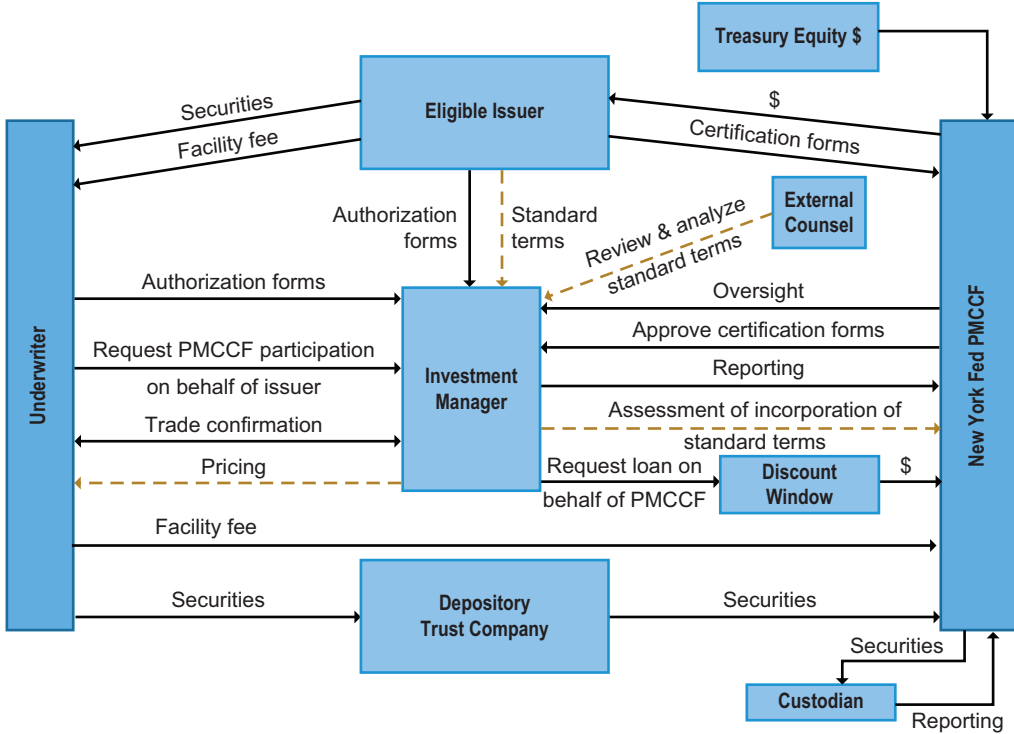 Treasury Equity $
Securities
Facility fee
Eligible Issuer
$
Certification forms
Authorization
forms
Standard
terms
Review & analyze
standard terms
External
Counsel
Underwriter
Authorization forms
Request PMCCF participation
on behalf of issuer
Trade confirmation
Pricing
Investment
Manager
Oversight
Approve certification forms
Reporting
Assessment of incorporation of
standard terms
Request loan on
behalf of PMCCF
Discount
Window
$
New York Fed PMCCF
Facility fee
Securities
Depository
Trust Company
Securities
Securities
Custodian
Reporting